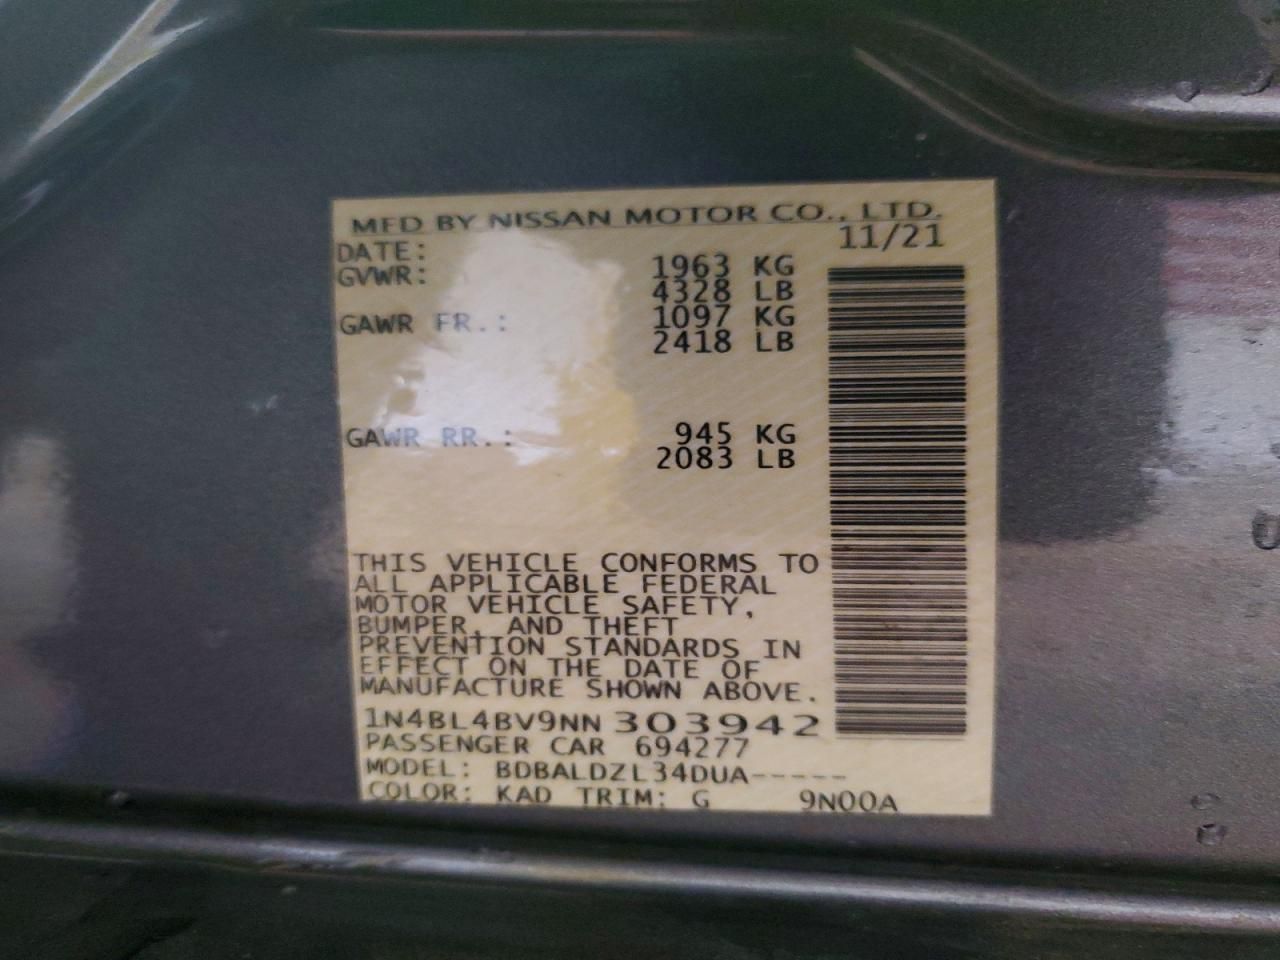 MFD BY NISSAN MOTOR CO., LTD.
DATE: 11/21
GVWR: 1963 KG
4328 LB
GAWR FR.: 1097 KG
2418 LB
GAWR RR.: 945 KG
2083 LB
THIS VEHICLE CONFORMS TO
ALL APPLICABLE FEDERAL
MOTOR VEHICLE SAFETY,
BUMPER, AND THEFT
PREVENTION STANDARDS IN
EFFECT ON THE DATE OF
MANUFACTURE SHOWN ABOVE.
1N4BL4BV9NN303942
PASSENGER CAR 694277
MODEL: BDBALDZL34DUA-----
COLOR: KAD TRIM: G 9N00A